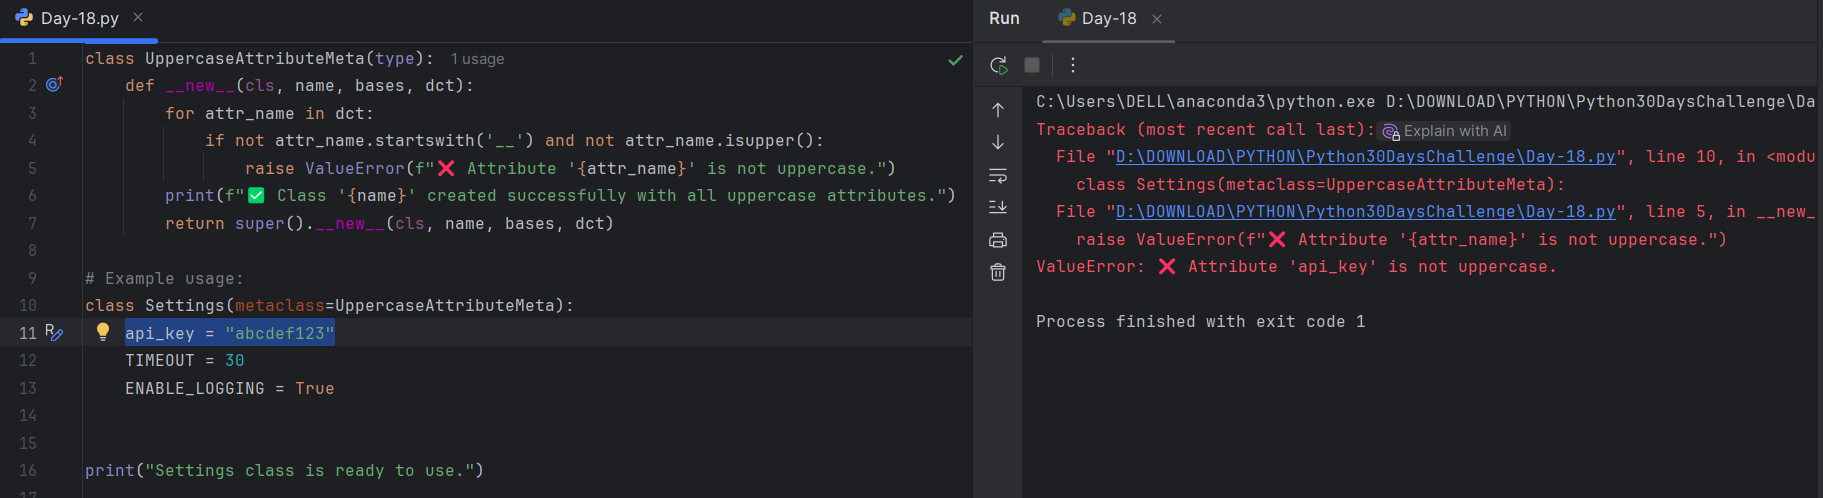 Day-18.py
1 class UppercaseAttributeMeta(type): 1 usage
2 def __new__(cls, name, bases, dct):
3 for attr_name in dct:
4 if not attr_name.startswith('__') and not attr_name.isupper():
5 raise ValueError(f"❌ Attribute '{attr_name}' is not uppercase.")
6 print(f"✅ Class '{name}' created successfully with all uppercase attributes.")
7 return super().__new__(cls, name, bases, dct)
8
9 # Example usage:
10 class Settings(metaclass=UppercaseAttributeMeta):
11 api_key = "abcdef123"
12 TIMEOUT = 30
13 ENABLE_LOGGING = True
14
15
16 print("Settings class is ready to use.")
17
Run Day-18
C:\Users\DELL\anaconda3\python.exe D:\DOWNLOAD\PYTHON\Python30DaysChallenge\Da
Traceback (most recent call last): Explain with AI
File "D:\DOWNLOAD\PYTHON\Python30DaysChallenge\Day-18.py", line 10, in <modu
class Settings(metaclass=UppercaseAttributeMeta):
File "D:\DOWNLOAD\PYTHON\Python30DaysChallenge\Day-18.py", line 5, in __new_
raise ValueError(f"❌ Attribute '{attr_name}' is not uppercase.")
ValueError: ❌ Attribute 'api_key' is not uppercase.
Process finished with exit code 1